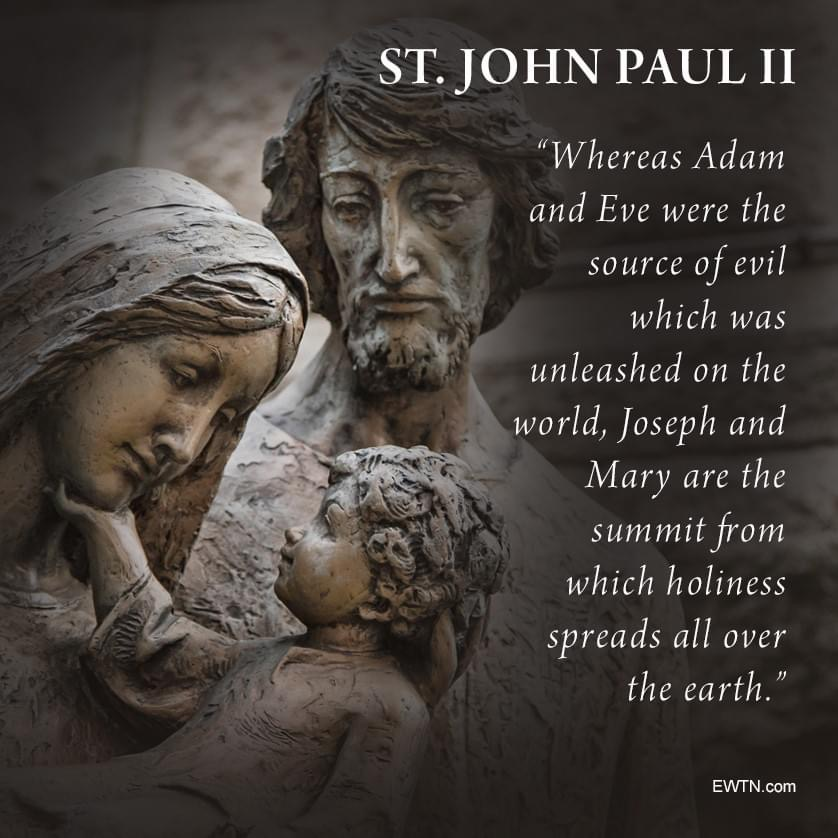 ST. JOHN PAUL II
“Whereas Adam
and Eve were the
source of evil
which was
unleashed on the
world, Joseph and
Mary are the
summit from
which holiness
spreads all over
the earth.”
EWTN.com